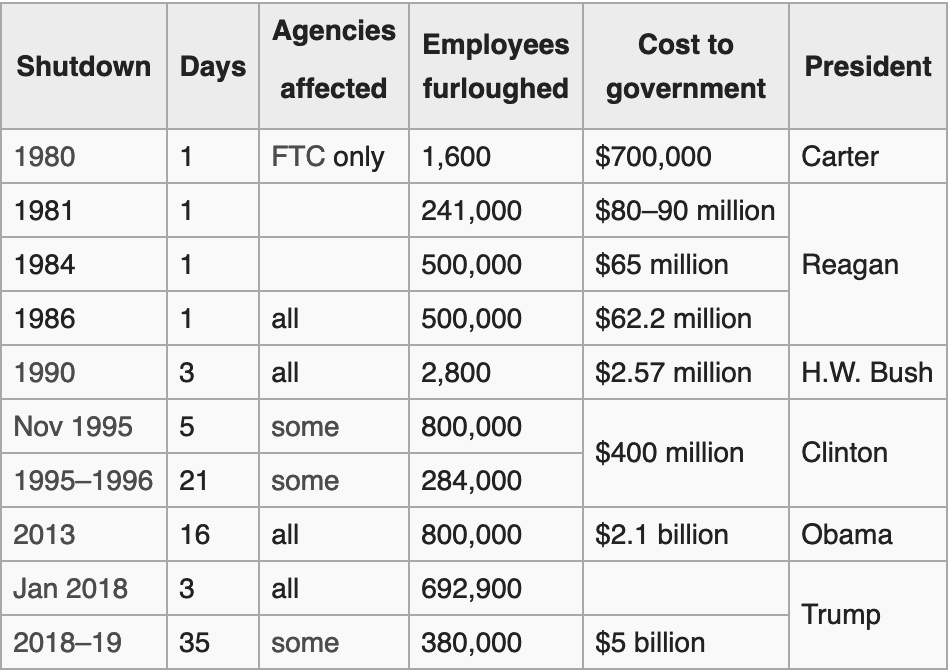 Shutdown Days Agencies affected Employees furloughed Cost to government President
1980 1 FTC only 1,600 $700,000 Carter
1981 1 241,000 $80–90 million Reagan
1984 1 500,000 $65 million
1986 1 all 500,000 $62.2 million
1990 3 all 2,800 $2.57 million H.W. Bush
Nov 1995 5 some 800,000 $400 million Clinton
1995–1996 21 some 284,000
2013 16 all 800,000 $2.1 billion Obama
Jan 2018 3 all 692,900 Trump
2018–19 35 some 380,000 $5 billion